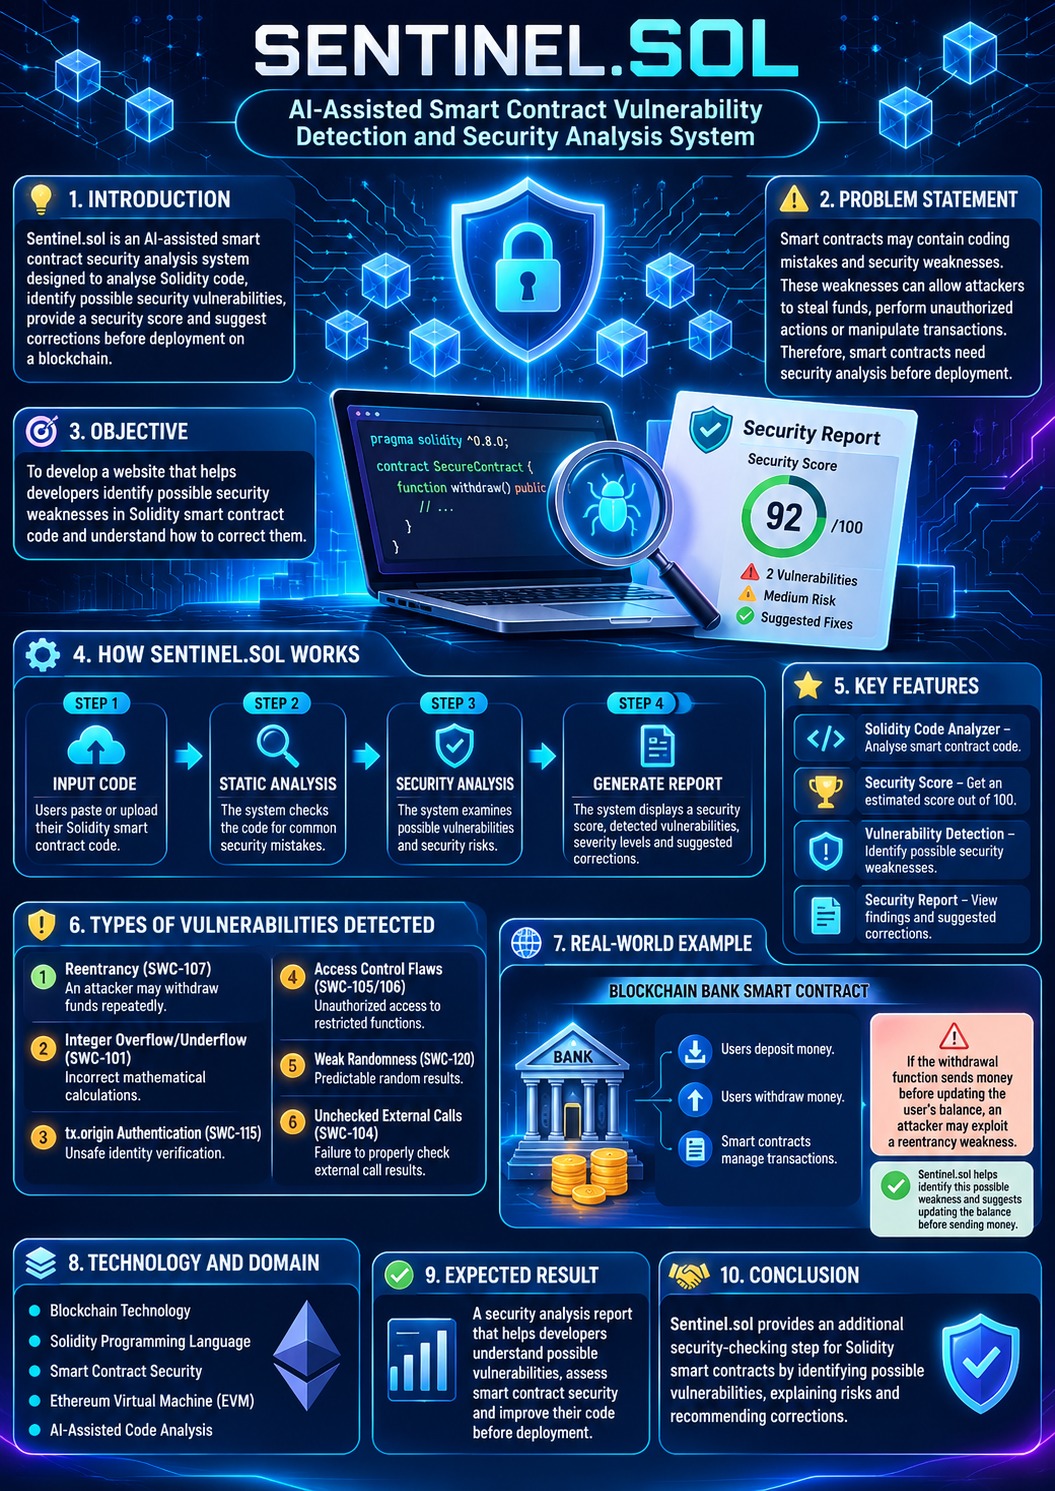 SENTINEL.SOL
AI-Assisted Smart Contract Vulnerability
Detection and Security Analysis System
1. INTRODUCTION
Sentinel.sol is an AI-assisted smart
contract security analysis system
designed to analyse Solidity code,
identify possible security vulnerabilities,
provide a security score and suggest
corrections before deployment on
a blockchain.
2. PROBLEM STATEMENT
Smart contracts may contain coding
mistakes and security weaknesses.
These weaknesses can allow attackers
to steal funds, perform unauthorized
actions or manipulate transactions.
Therefore, smart contracts need
security analysis before deployment.
3. OBJECTIVE
To develop a website that helps
developers identify possible security
weaknesses in Solidity smart contract
code and understand how to correct them.
pragma solidity ^0.8.0;
contract SecureContract {
function withdraw() public
// ...
}
}
Security Report
Security Score
92 /100
2 Vulnerabilities
Medium Risk
Suggested Fixes
4. HOW SENTINEL.SOL WORKS
STEP 1
INPUT CODE
Users paste or upload
their Solidity smart
contract code.
STEP 2
STATIC ANALYSIS
The system checks
the code for common
security mistakes.
STEP 3
SECURITY ANALYSIS
The system examines
possible vulnerabilities
and security risks.
STEP 4
GENERATE REPORT
The system displays a security
score, detected vulnerabilities,
severity levels and suggested
corrections.
5. KEY FEATURES
</>
Solidity Code Analyzer –
Analyse smart contract code.
Security Score – Get an
estimated score out of 100.
Vulnerability Detection –
Identify possible security
weaknesses.
Security Report – View
findings and suggested
corrections.
6. TYPES OF VULNERABILITIES DETECTED
1 Reentrancy (SWC-107)
An attacker may withdraw
funds repeatedly.
2 Integer Overflow/Underflow
(SWC-101)
Incorrect mathematical
calculations.
3 tx.origin Authentication (SWC-115)
Unsafe identity verification.
4 Access Control Flaws
(SWC-105/106)
Unauthorized access to
restricted functions.
5 Weak Randomness (SWC-120)
Predictable random results.
6 Unchecked External Calls
(SWC-104)
Failure to properly check
external call results.
7. REAL-WORLD EXAMPLE
BLOCKCHAIN BANK SMART CONTRACT
BANK
Users deposit money.
Users withdraw money.
Smart contracts
manage transactions.
If the withdrawal
function sends money
before updating the
user's balance, an
attacker may exploit
a reentrancy weakness.
Sentinel.sol helps
identify this possible
weakness and suggests
updating the balance
before sending money.
8. TECHNOLOGY AND DOMAIN
Blockchain Technology
Solidity Programming Language
Smart Contract Security
Ethereum Virtual Machine (EVM)
AI-Assisted Code Analysis
9. EXPECTED RESULT
A security analysis report
that helps developers
understand possible
vulnerabilities, assess
smart contract security
and improve their code
before deployment.
10. CONCLUSION
Sentinel.sol provides an additional
security-checking step for Solidity
smart contracts by identifying possible
vulnerabilities, explaining risks and
recommending corrections.